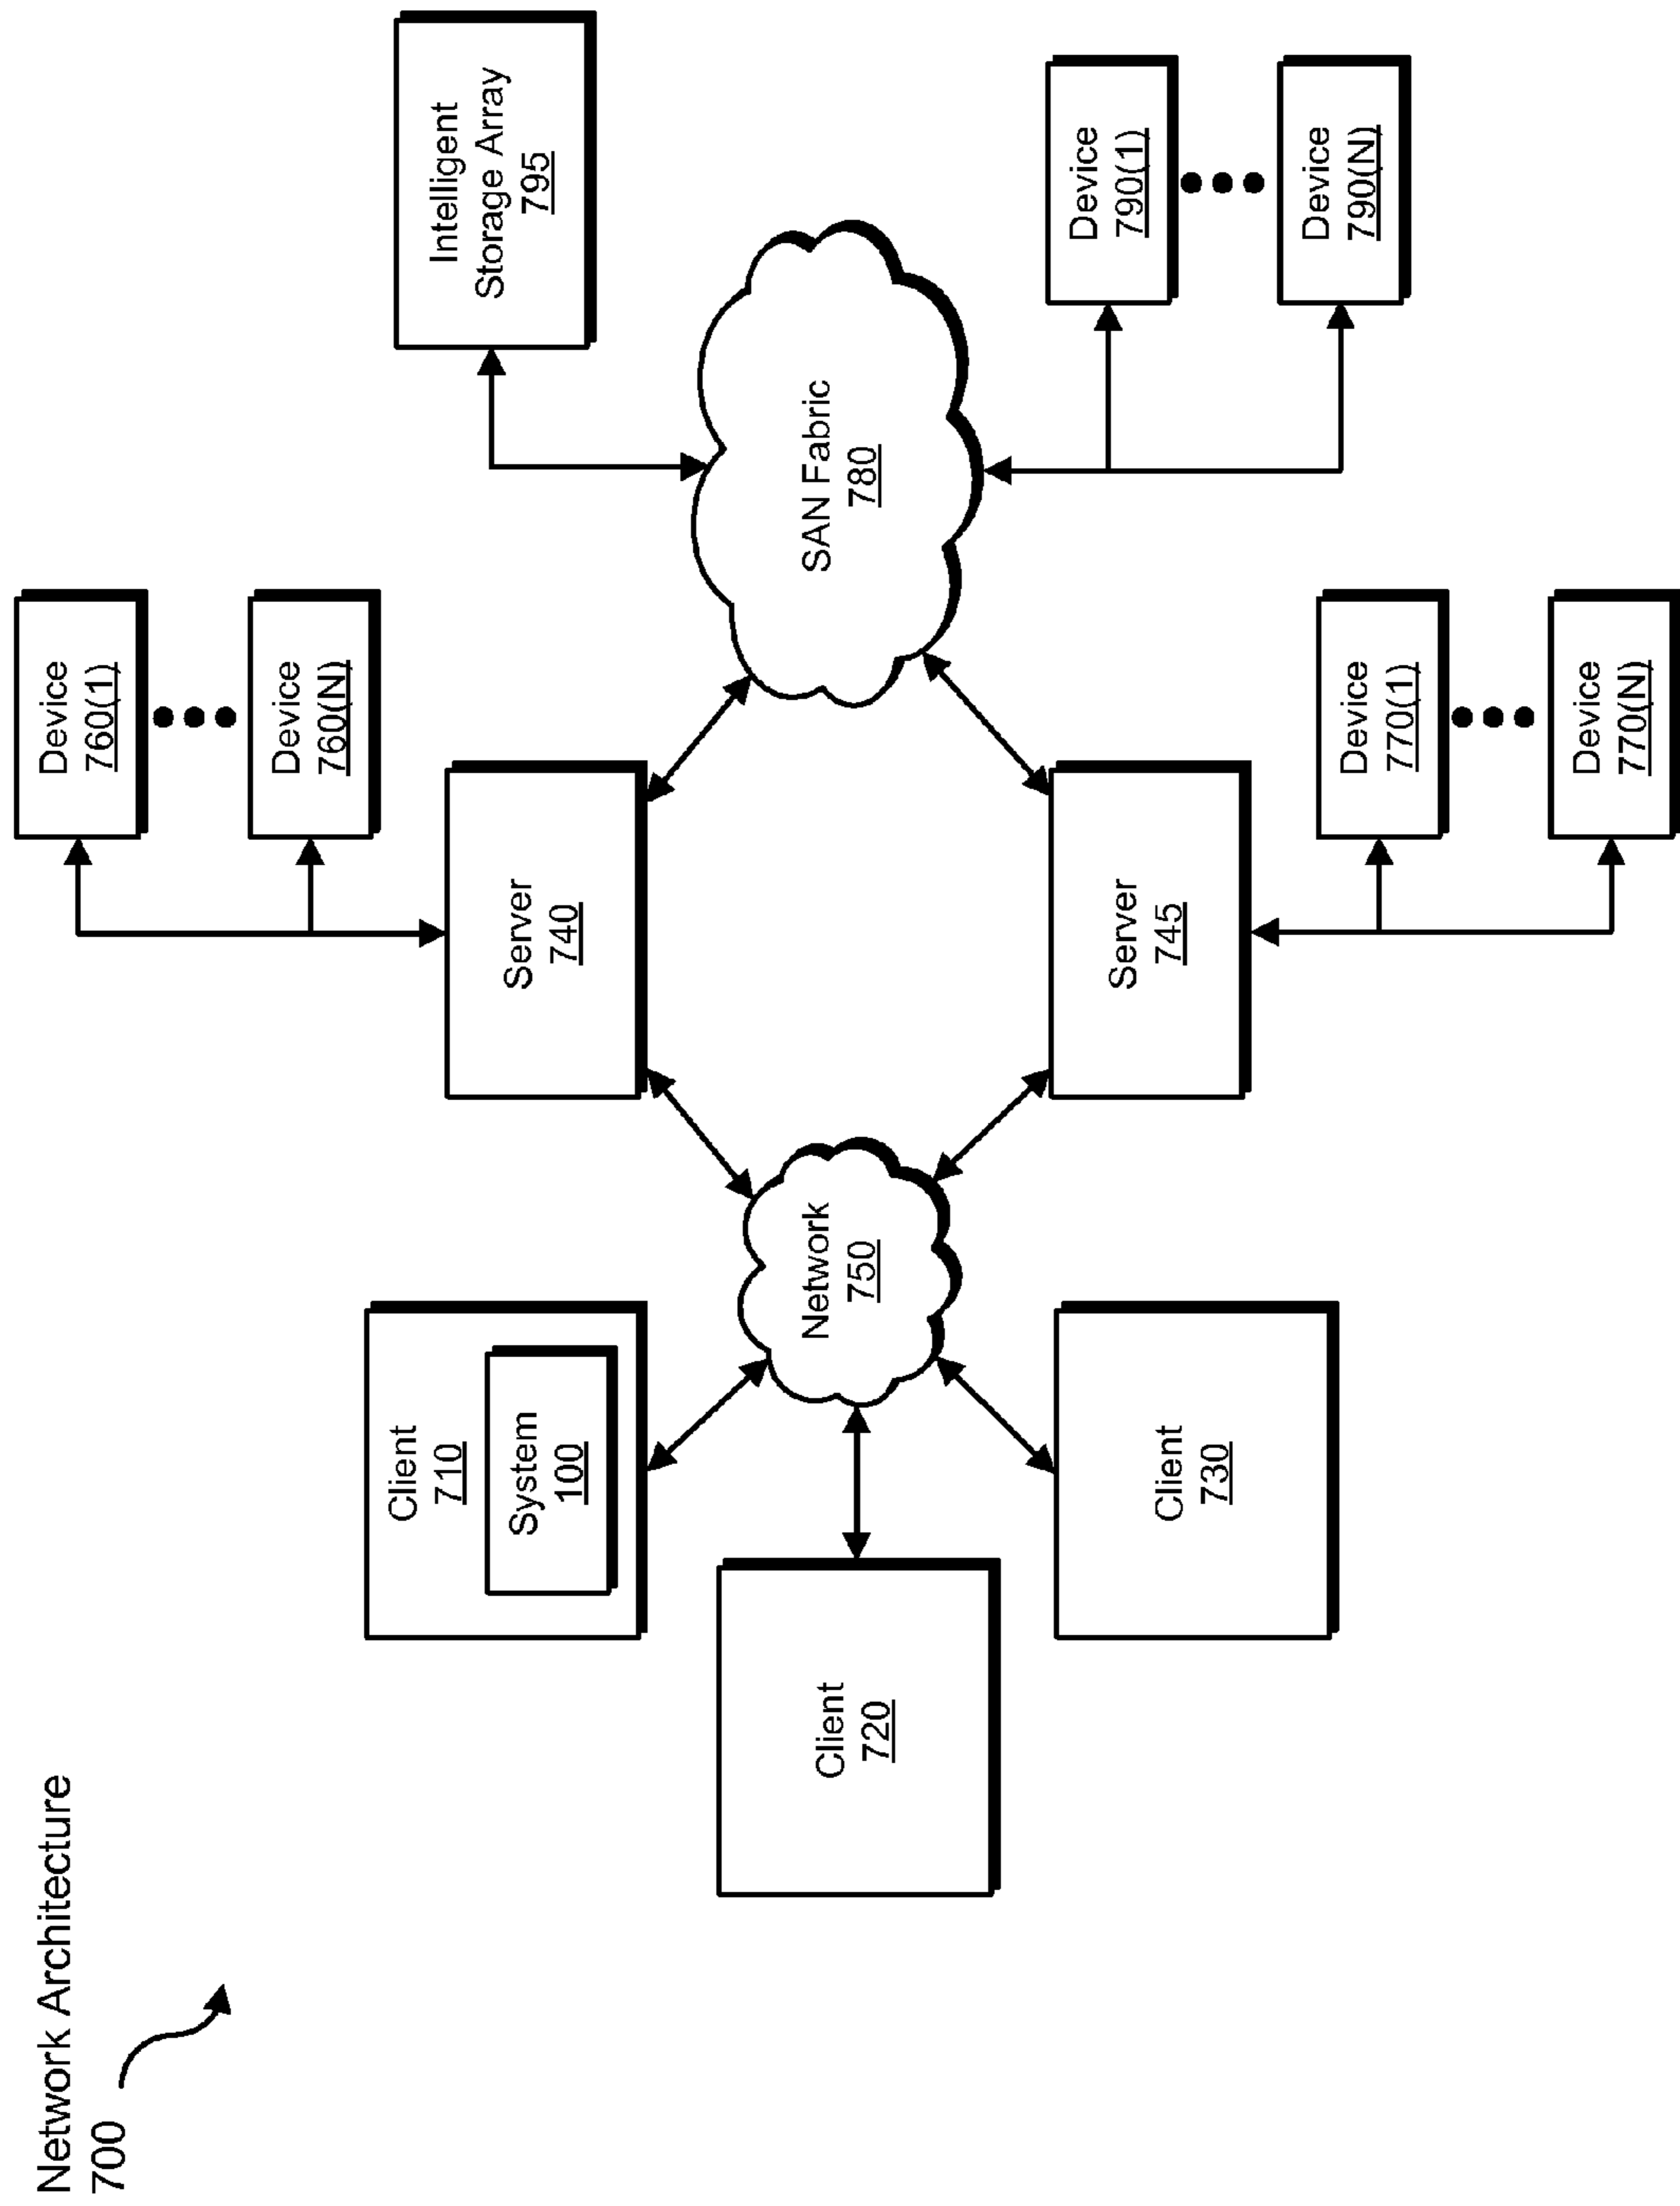 Network Architecture
700
Device
760(1)
Device
760(N)
Intelligent
Storage Array
795
Client
710
System
100
Server
740
Client
720
Network
750
SAN Fabric
780
Client
730
Server
745
Device
790(1)
Device
790(N)
Device
770(1)
Device
770(N)